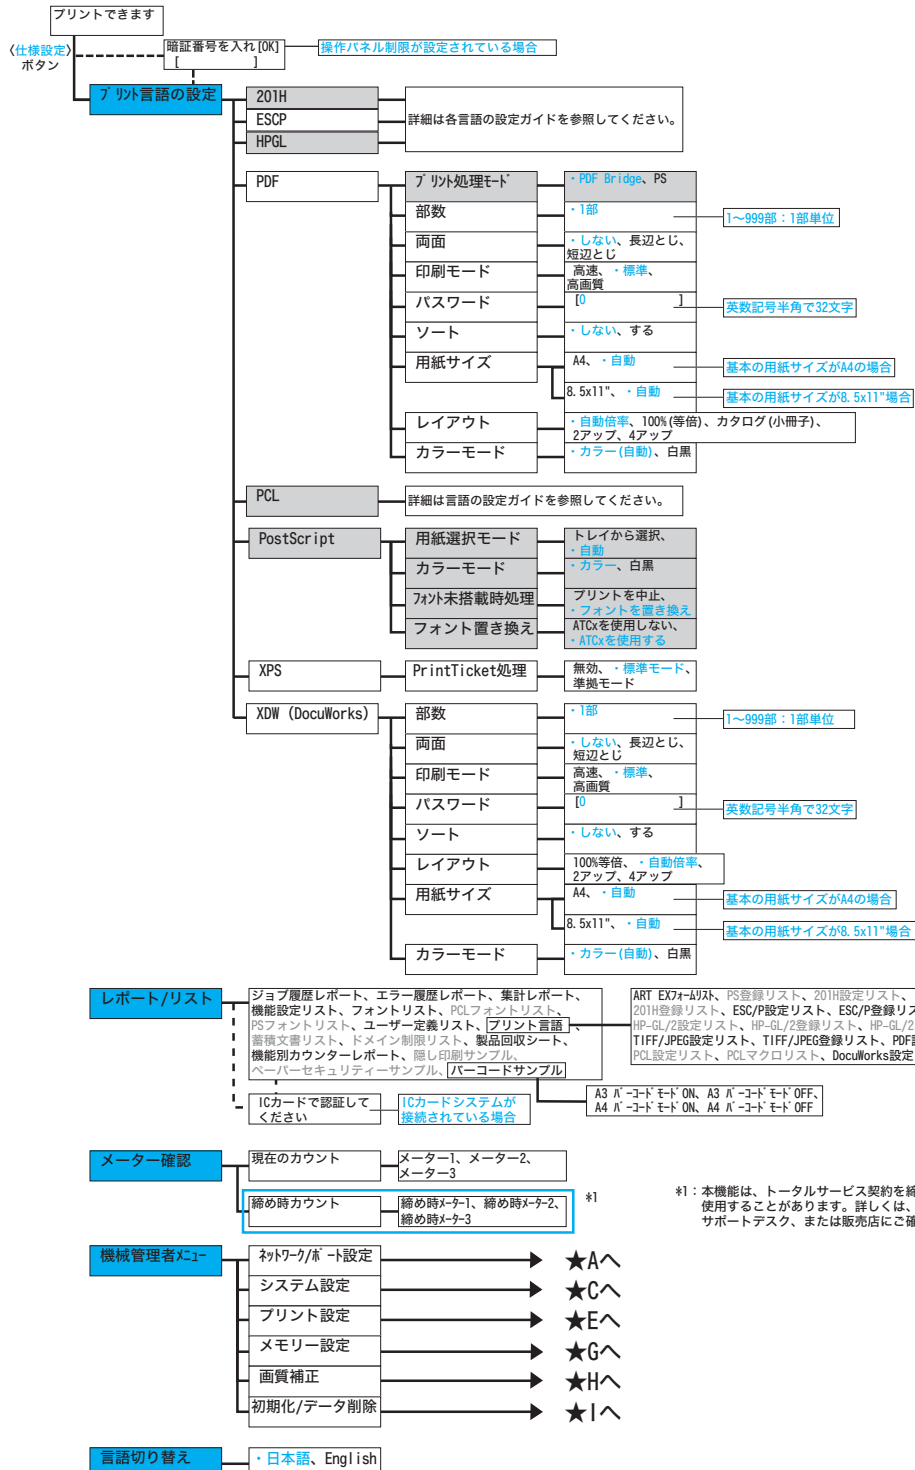 プリントできます
〈仕様設定〉
ボタン
暗証番号を入れ[OK]
[ ]
操作パネル制限が設定されている場合
プリント言語の設定
201H
ESCP
HPGL
詳細は各言語の設定ガイドを参照してください。
PDF
プリント処理モード
・PDF Bridge、PS
部数
・1部
1～999部：1部単位
両面
・しない、長辺とじ、
短辺とじ
印刷モード
高速、・標準、
高画質
パスワード
[0 ]
英数記号半角で32文字
ソート
・しない、する
用紙サイズ
A4、・自動
基本の用紙サイズがA4の場合
8.5x11"、・自動
基本の用紙サイズが8.5x11"場合
レイアウト
・自動倍率、100%(等倍)、カタログ(小冊子)、
2アップ、4アップ
カラーモード
・カラー(自動)、白黒
PCL
詳細は言語の設定ガイドを参照してください。
PostScript
用紙選択モード
トレイから選択、
・自動
カラーモード
・カラー、白黒
フォント未搭載時処理
プリントを中止、
・フォントを置き換え
フォント置き換え
ATCxを使用しない、
・ATCxを使用する
XPS
PrintTicket処理
無効、・標準モード、
準拠モード
XDW (DocuWorks)
部数
・1部
1～999部：1部単位
両面
・しない、長辺とじ、
短辺とじ
印刷モード
高速、・標準、
高画質
パスワード
[0 ]
英数記号半角で32文字
ソート
・しない、する
レイアウト
100%等倍、・自動倍率、
2アップ、4アップ
用紙サイズ
A4、・自動
基本の用紙サイズがA4の場合
8.5x11"、・自動
基本の用紙サイズが8.5x11"場合
カラーモード
・カラー(自動)、白黒
レポート/リスト
ジョブ履歴レポート、エラー履歴レポート、集計レポート、
機能設定リスト、フォントリスト、PCLフォントリスト、
PSフォントリスト、ユーザー定義リスト、プリント言語、
蓄積文書リスト、ドメイン制限リスト、製品回収シート、
機能別カウンターレポート、隠し印刷サンプル、
ペーパーセキュリティーサンプル、バーコードサンプル
ART EXフォームリスト、PS登録リスト、201H設定リスト、
201H登録リスト、ESC/P設定リスト、ESC/P登録リス
HP-GL/2設定リスト、HP-GL/2登録リスト、HP-GL/2
TIFF/JPEG設定リスト、TIFF/JPEG登録リスト、PDF
PCL設定リスト、PCLマクロリスト、DocuWorks設定
A3 バーコードモードON、A3 バーコードモードOFF、
A4 バーコードモードON、A4 バーコードモードOFF
ICカードで認証して
ください
ICカードシステムが
接続されている場合
メーター確認
現在のカウント
メーター1、メーター2、
メーター3
締め時カウント
締め時メーター1、締め時メーター2、
締め時メーター3
*1
*1：本機能は、トータルサービス契約を締
使用することがあります。詳しくは、
サポートデスク、または販売店にご確
機械管理者メニュー
ネットワーク/ポート設定
★Aへ
システム設定
★Cへ
プリント設定
★Eへ
メモリー設定
★Gへ
画質補正
★Hへ
初期化/データ削除
★Iへ
言語切り替え
・日本語、English